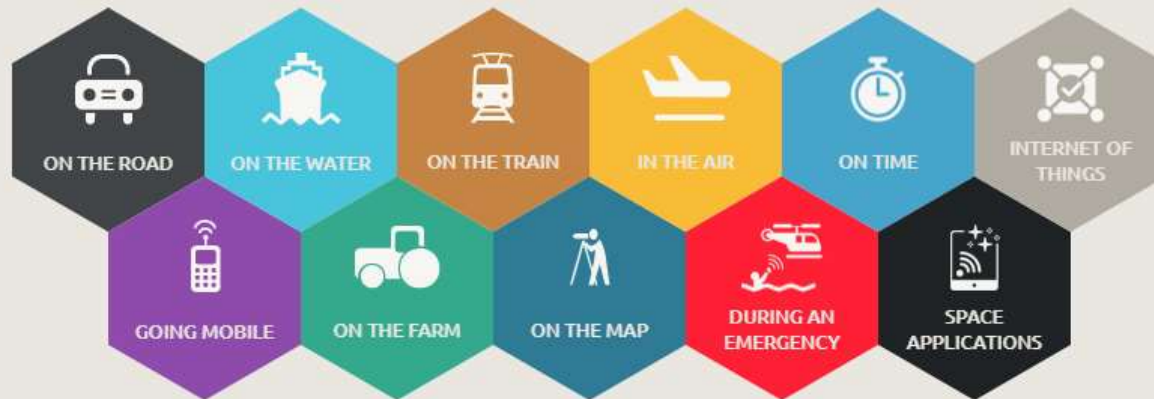 ON THE ROAD
ON THE WATER
ON THE TRAIN
IN THE AIR
ON TIME
INTERNET OF
THINGS
GOING MOBILE
ON THE FARM
ON THE MAP
DURING AN
EMERGENCY
SPACE
APPLICATIONS